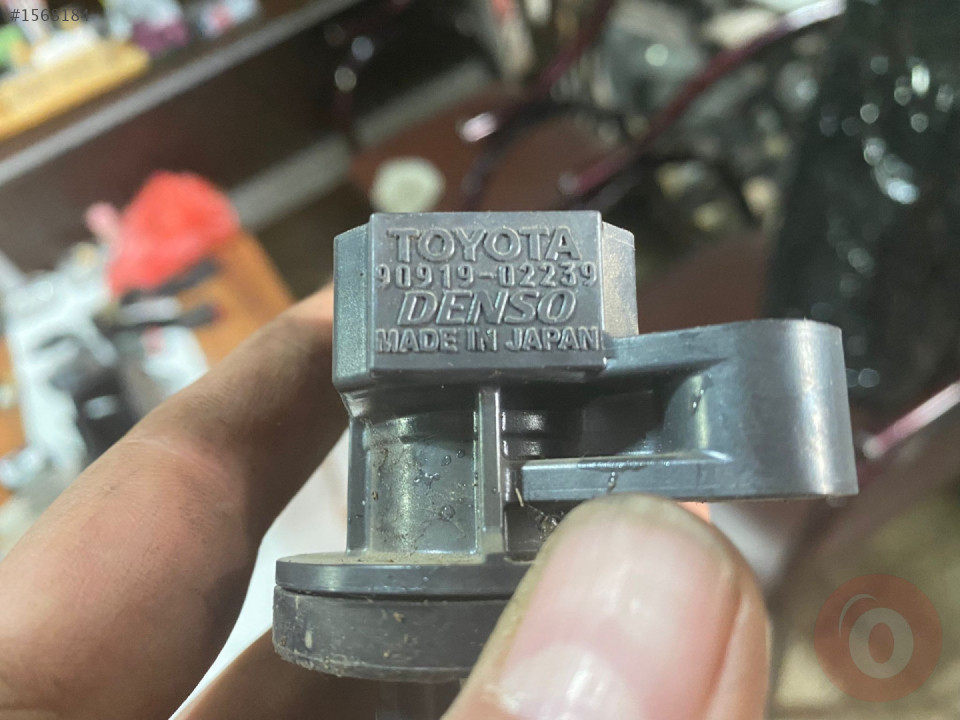 TOYOTA
90919-02239
DENSO
MADE IN JAPAN